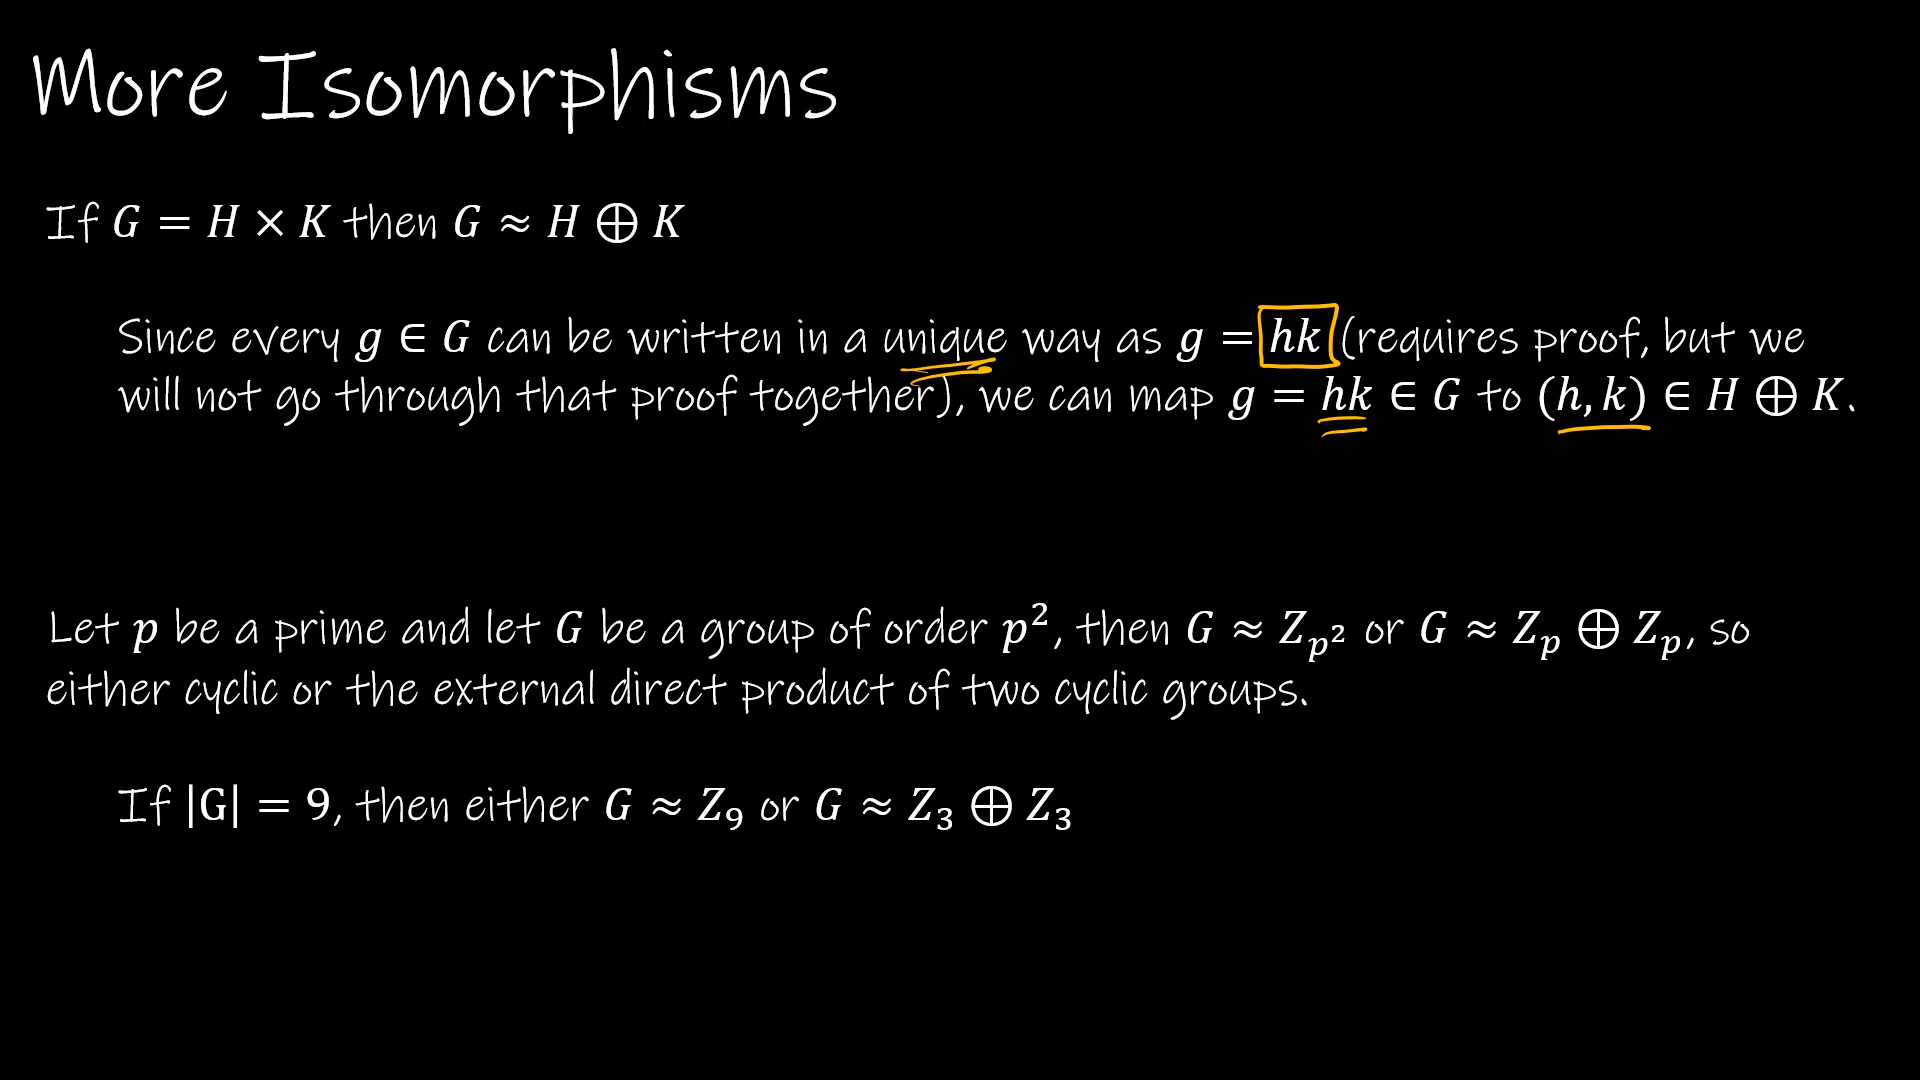 More Isomorphisms
If G = H × K then G ≈ H ⊕ K
Since every g ∈ G can be written in a unique way as g = hk (requires proof, but we
will not go through that proof together), we can map g = hk ∈ G to (h, k) ∈ H ⊕ K.
Let p be a prime and let G be a group of order p², then G ≈ Z_{p²} or G ≈ Z_p ⊕ Z_p, so
either cyclic or the external direct product of two cyclic groups.
If |G| = 9, then either G ≈ Z₉ or G ≈ Z₃ ⊕ Z₃